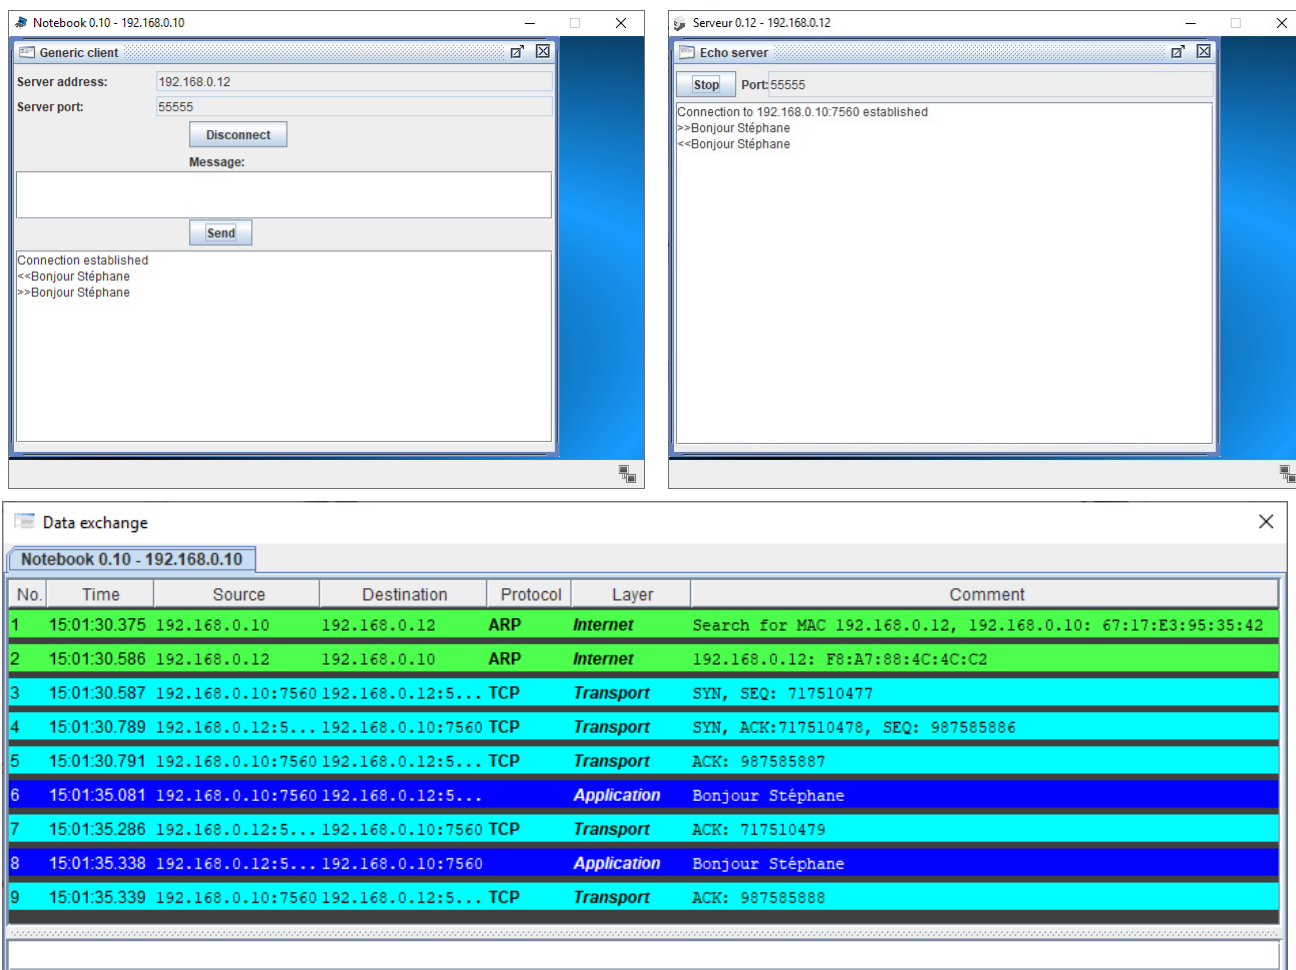 Notebook 0.10 - 192.168.0.10
Generic client
Server address: 192.168.0.12
Server port: 55555
Disconnect
Message:
Send
Connection established
<<Bonjour Stéphane
>>Bonjour Stéphane
Serveur 0.12 - 192.168.0.12
Echo server
Stop Port: 55555
Connection to 192.168.0.10:7560 established
>>Bonjour Stéphane
<<Bonjour Stéphane
Data exchange
Notebook 0.10 - 192.168.0.10
No. Time Source Destination Protocol Layer Comment
1 15:01:30.375 192.168.0.10 192.168.0.12 ARP Internet Search for MAC 192.168.0.12, 192.168.0.10: 67:17:E3:95:35:42
2 15:01:30.586 192.168.0.12 192.168.0.10 ARP Internet 192.168.0.12: F8:A7:88:4C:4C:C2
3 15:01:30.587 192.168.0.10:7560 192.168.0.12:5... TCP Transport SYN, SEQ: 717510477
4 15:01:30.789 192.168.0.12:5... 192.168.0.10:7560 TCP Transport SYN, ACK:717510478, SEQ: 987585886
5 15:01:30.791 192.168.0.10:7560 192.168.0.12:5... TCP Transport ACK: 987585887
6 15:01:35.081 192.168.0.10:7560 192.168.0.12:5... Application Bonjour Stéphane
7 15:01:35.286 192.168.0.12:5... 192.168.0.10:7560 TCP Transport ACK: 717510479
8 15:01:35.338 192.168.0.12:5... 192.168.0.10:7560 Application Bonjour Stéphane
9 15:01:35.339 192.168.0.10:7560 192.168.0.12:5... TCP Transport ACK: 987585888